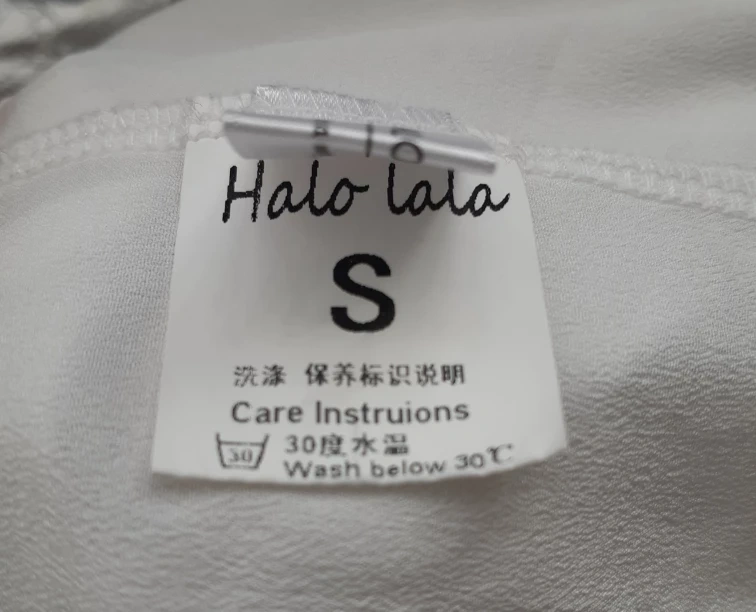 Halo lala
S
洗涤 保养标识说明
Care Instruions
30 30度水温
Wash below 30℃